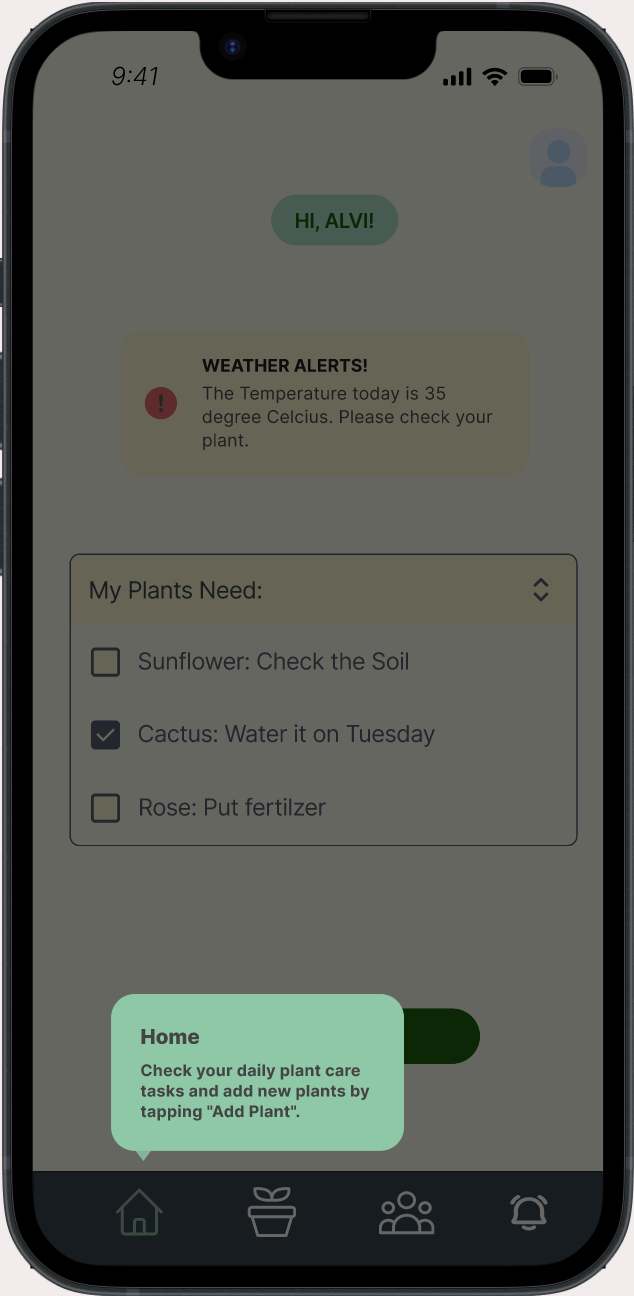 9:41
HI, ALVI!
WEATHER ALERTS!
The Temperature today is 35
degree Celcius. Please check your
plant.
My Plants Need:
Sunflower: Check the Soil
Cactus: Water it on Tuesday
Rose: Put fertilzer
Home
Check your daily plant care
tasks and add new plants by
tapping "Add Plant".